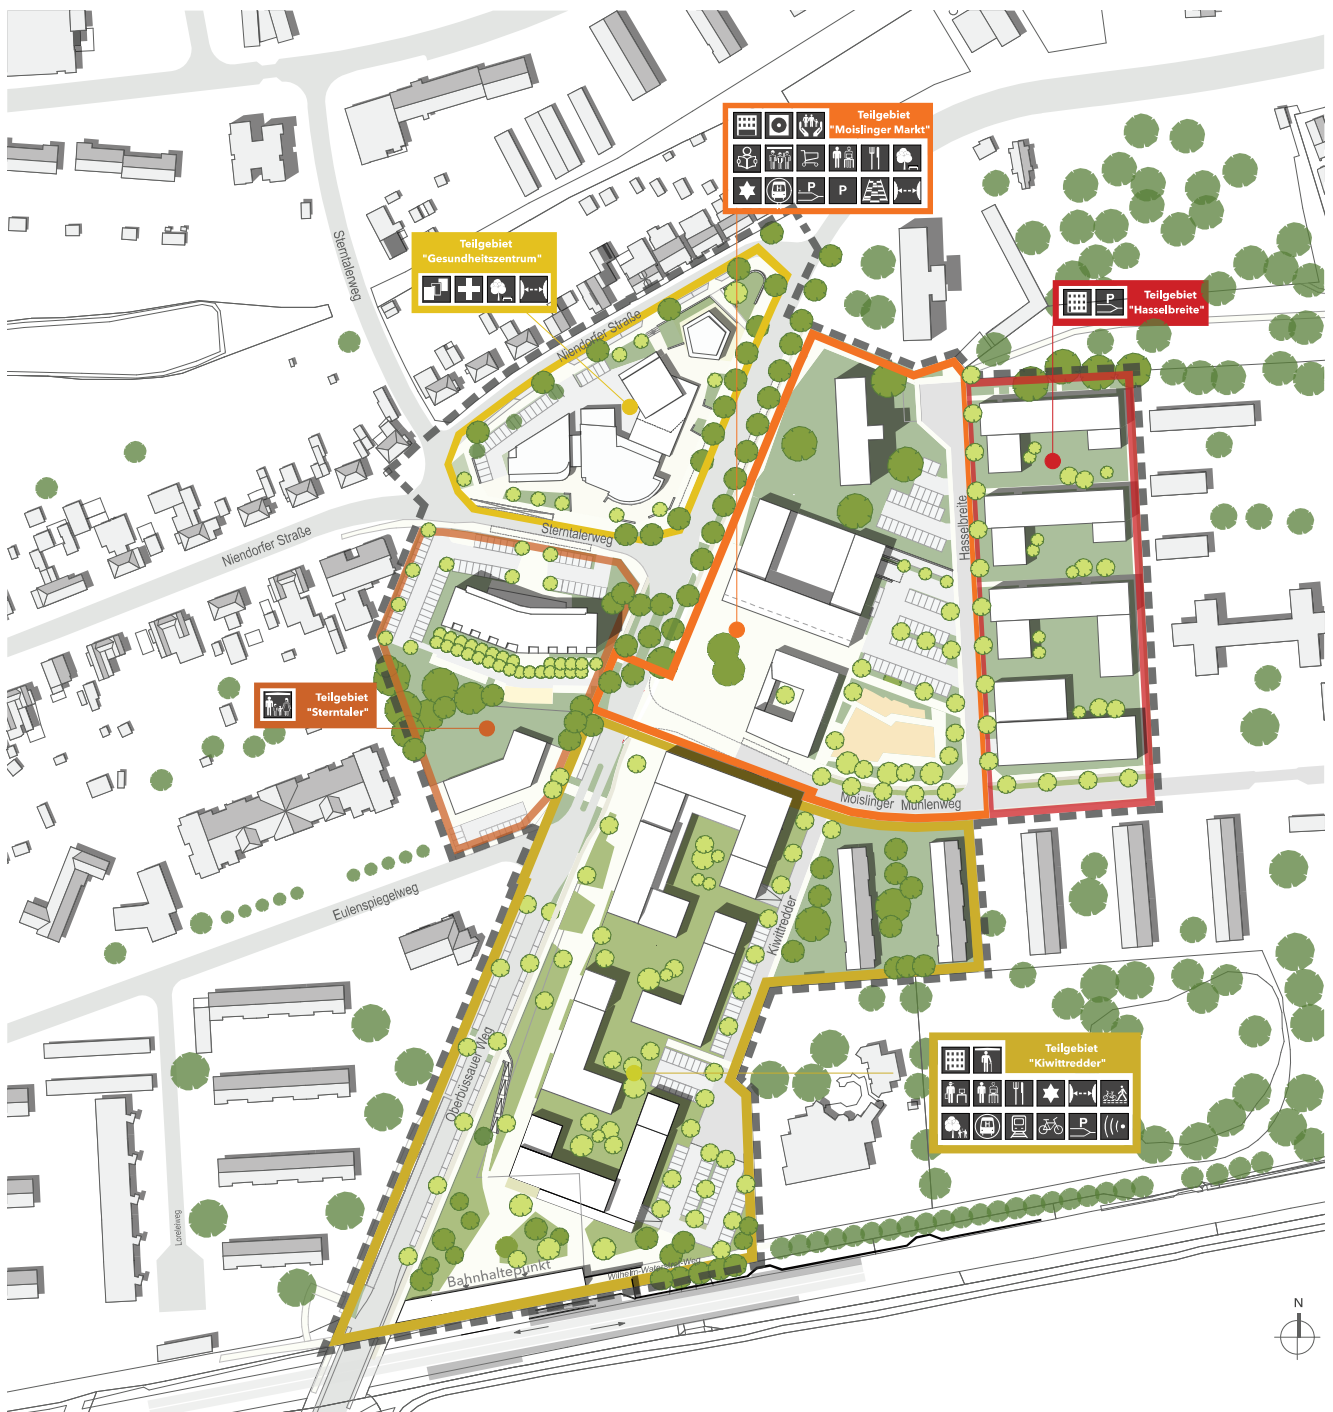 Teilgebiet
"Moislinger Markt"
P
P
Teilgebiet
"Gesundheitszentrum"
Sterntalerweg
Teilgebiet
"Hasselbreite"
P
Niendorfer Straße
Hasselbreite
Sterntalerweg
Niendorfer Straße
H
Teilgebiet
"Sterntaler"
Moislinger Mühlenweg
Eulenspiegelweg
Kiwittredder
Oberbüssauer Weg
Teilgebiet
"Kiwittredder"
P
Loreleiweg
Bahnhaltepunkt
N